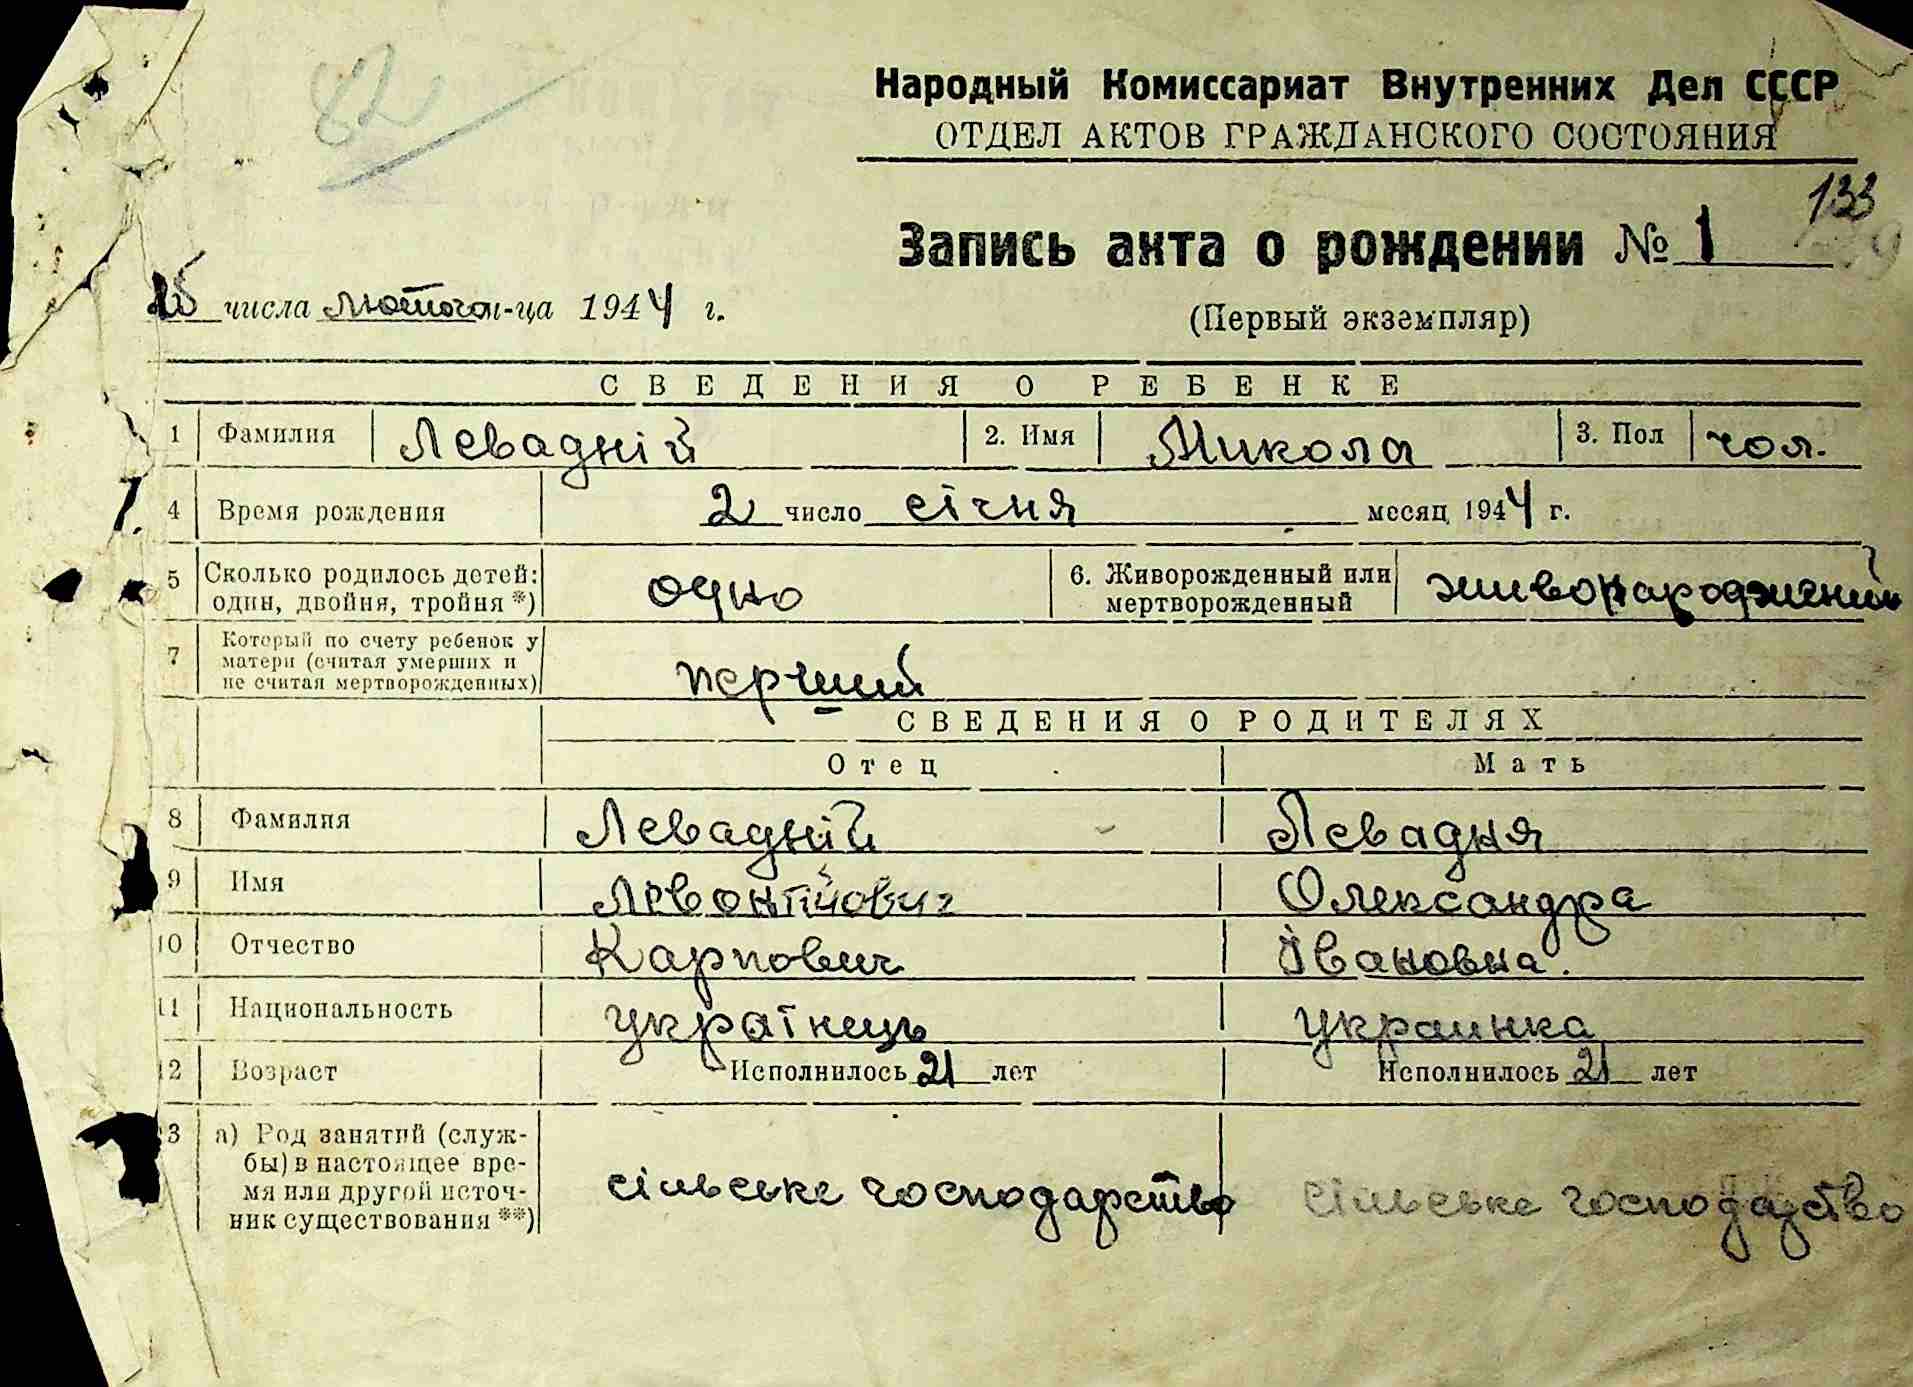 82
Народный Комиссариат Внутренних Дел СССР
ОТДЕЛ АКТОВ ГРАЖДАНСКОГО СОСТОЯНИЯ
133
Запись акта о рождении № 1
числа лютого м-ца 1944 г.
(Первый экземпляр)
СВЕДЕНИЯ О РЕБЕНКЕ
1 Фамилия Левадній 2. Имя Микола 3. Пол чол.
4 Время рождения 2 число січня месяц 1944 г.
5 Сколько родилось детей: один, двойня, тройня *) одно 6. Живорожденный или мертворожденный живонароджений
7 Который по счету ребенок у матери (считая умерших и не считая мертворожденных) перший
СВЕДЕНИЯ О РОДИТЕЛЯХ
Отец Мать
8 Фамилия Левадній Левадня
9 Имя Левонтійович Олександра
10 Отчество Карпович Івановна.
11 Национальность українець украинка
12 Возраст Исполнилось 21 лет Исполнилось 21 лет
13 а) Род занятий (службы) в настоящее время или другой источник существования **) сільське господарство сільське господарство